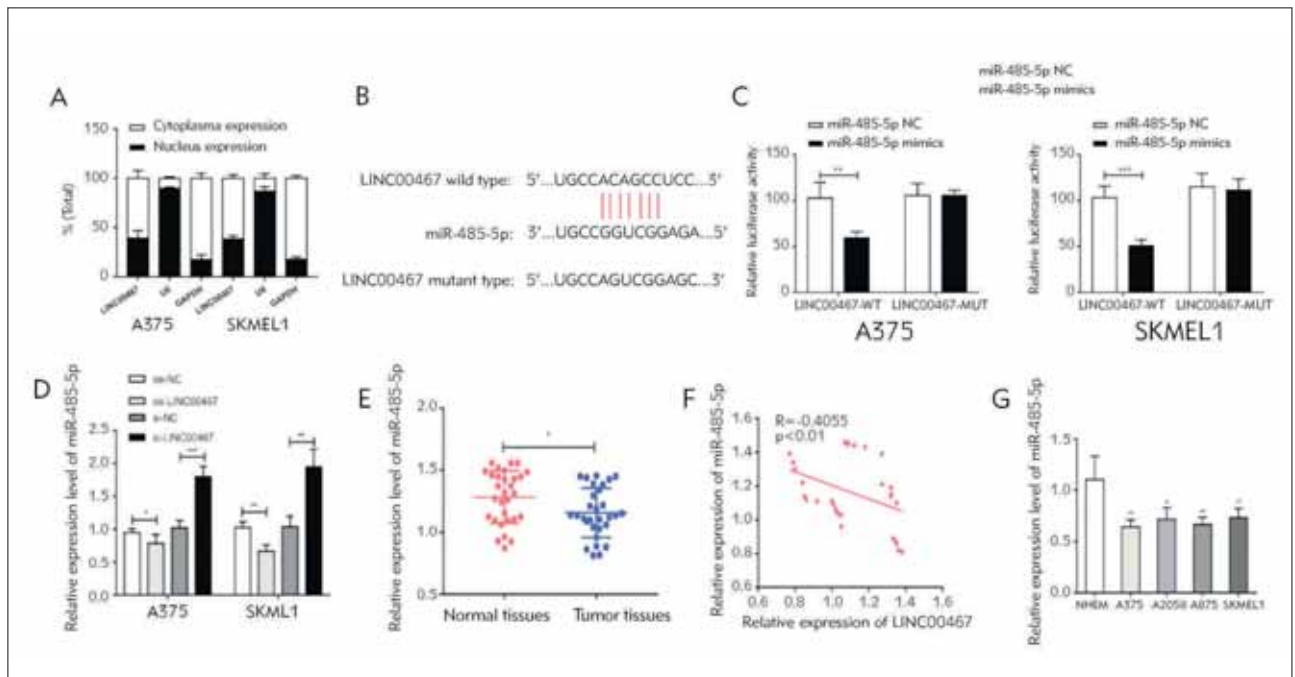 A
% (Total)
150
100
50
0
Cytoplasma expression
Nucleus expression
LINC00467
U6
GAPDH
LINC00467
U6
GAPDH
A375
SKMEL1
B
LINC00467 wild type: 5'...UGCCACAGCCUCC...3'
miR-485-5p: 3'...UGCCGGUCGGAGA...5'
LINC00467 mutant type: 5'...UGCCAGUCGGAGC...3'
miR-485-5p NC
miR-485-5p mimics
C
miR-485-5p NC
miR-485-5p mimics
Relative luciferase activity
150
100
50
0
**
LINC00467-WT
LINC00467-MUT
A375
miR-485-5p NC
miR-485-5p mimics
Relative luciferase activity
150
100
50
0
***
LINC00467-WT
LINC00467-MUT
SKMEL1
D
Relative expression level of miR-485-5p
2.5
2.0
1.5
1.0
0.5
0.0
oe-NC
oe-LINC00467
si-NC
si-LINC00467
*
***
**
**
A375
SKML1
E
Relative expression level of miR-485-5p
2.0
1.5
1.0
0.5
*
Normal tissues
Tumor tissues
F
Relative expression of miR-485-5p
1.6
1.4
1.2
1.0
0.8
0.6
R=-0.4055
p<0.01
0.6
0.8
1.0
1.2
1.4
1.6
Relative expression of LINC00467
G
Relative expression level of miR-485-5p
1.5
1.0
0.5
0.0
NHEM
A375
A2058
A875
SKMEL1